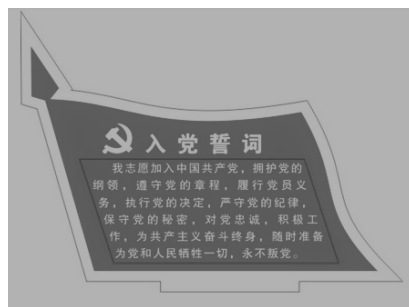 入党誓词
我志愿加入中国共产党，拥护党的
纲领，遵守党的章程，履行党员义
务，执行党的决定，严守党的纪律，
保守党的秘密，对党忠诚，积极工
作，为共产主义奋斗终身，随时准备
为党和人民牺牲一切，永不叛党。